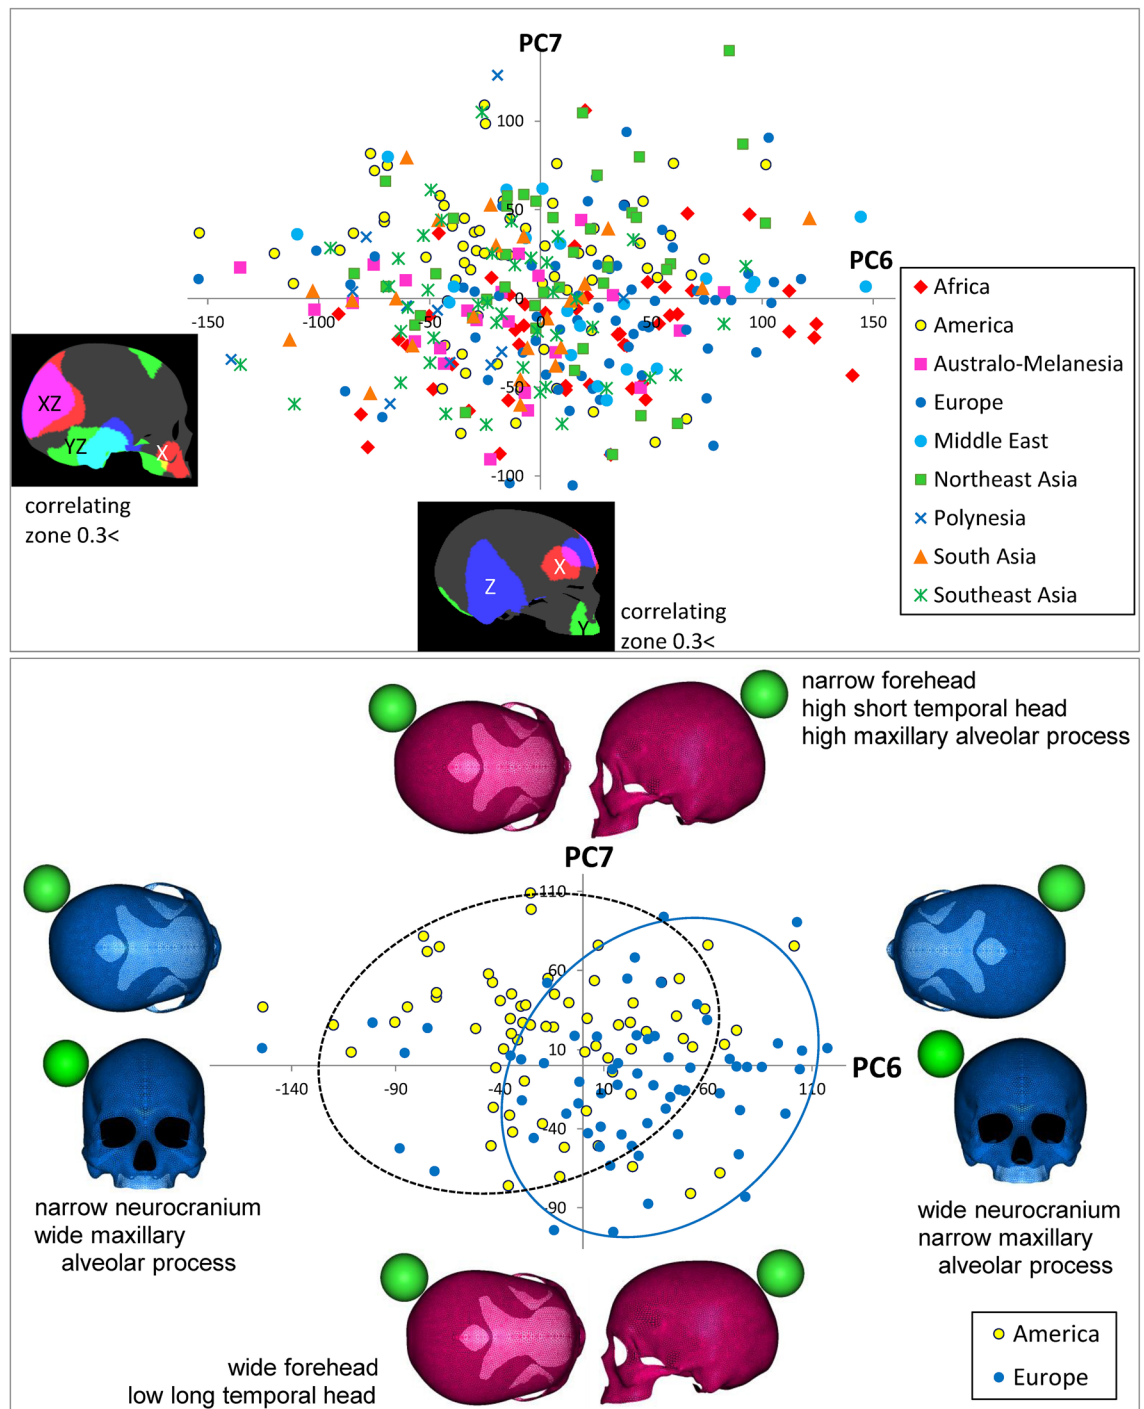 PC7
100
50
PC6
0
-150
-100
-50
0
50
100
150
-50
-100
XZ
YZ
X
correlating
zone 0.3<
Z
X
Y
correlating
zone 0.3<
Africa
America
Australo-Melanesia
Europe
Middle East
Northeast Asia
Polynesia
South Asia
Southeast Asia
narrow forehead
high short temporal head
high maxillary alveolar process
PC7
110
60
10
PC6
-140
-90
-40
10
60
110
-40
-90
narrow neurocranium
wide maxillary
alveolar process
wide neurocranium
narrow maxillary
alveolar process
wide forehead
low long temporal head
America
Europe